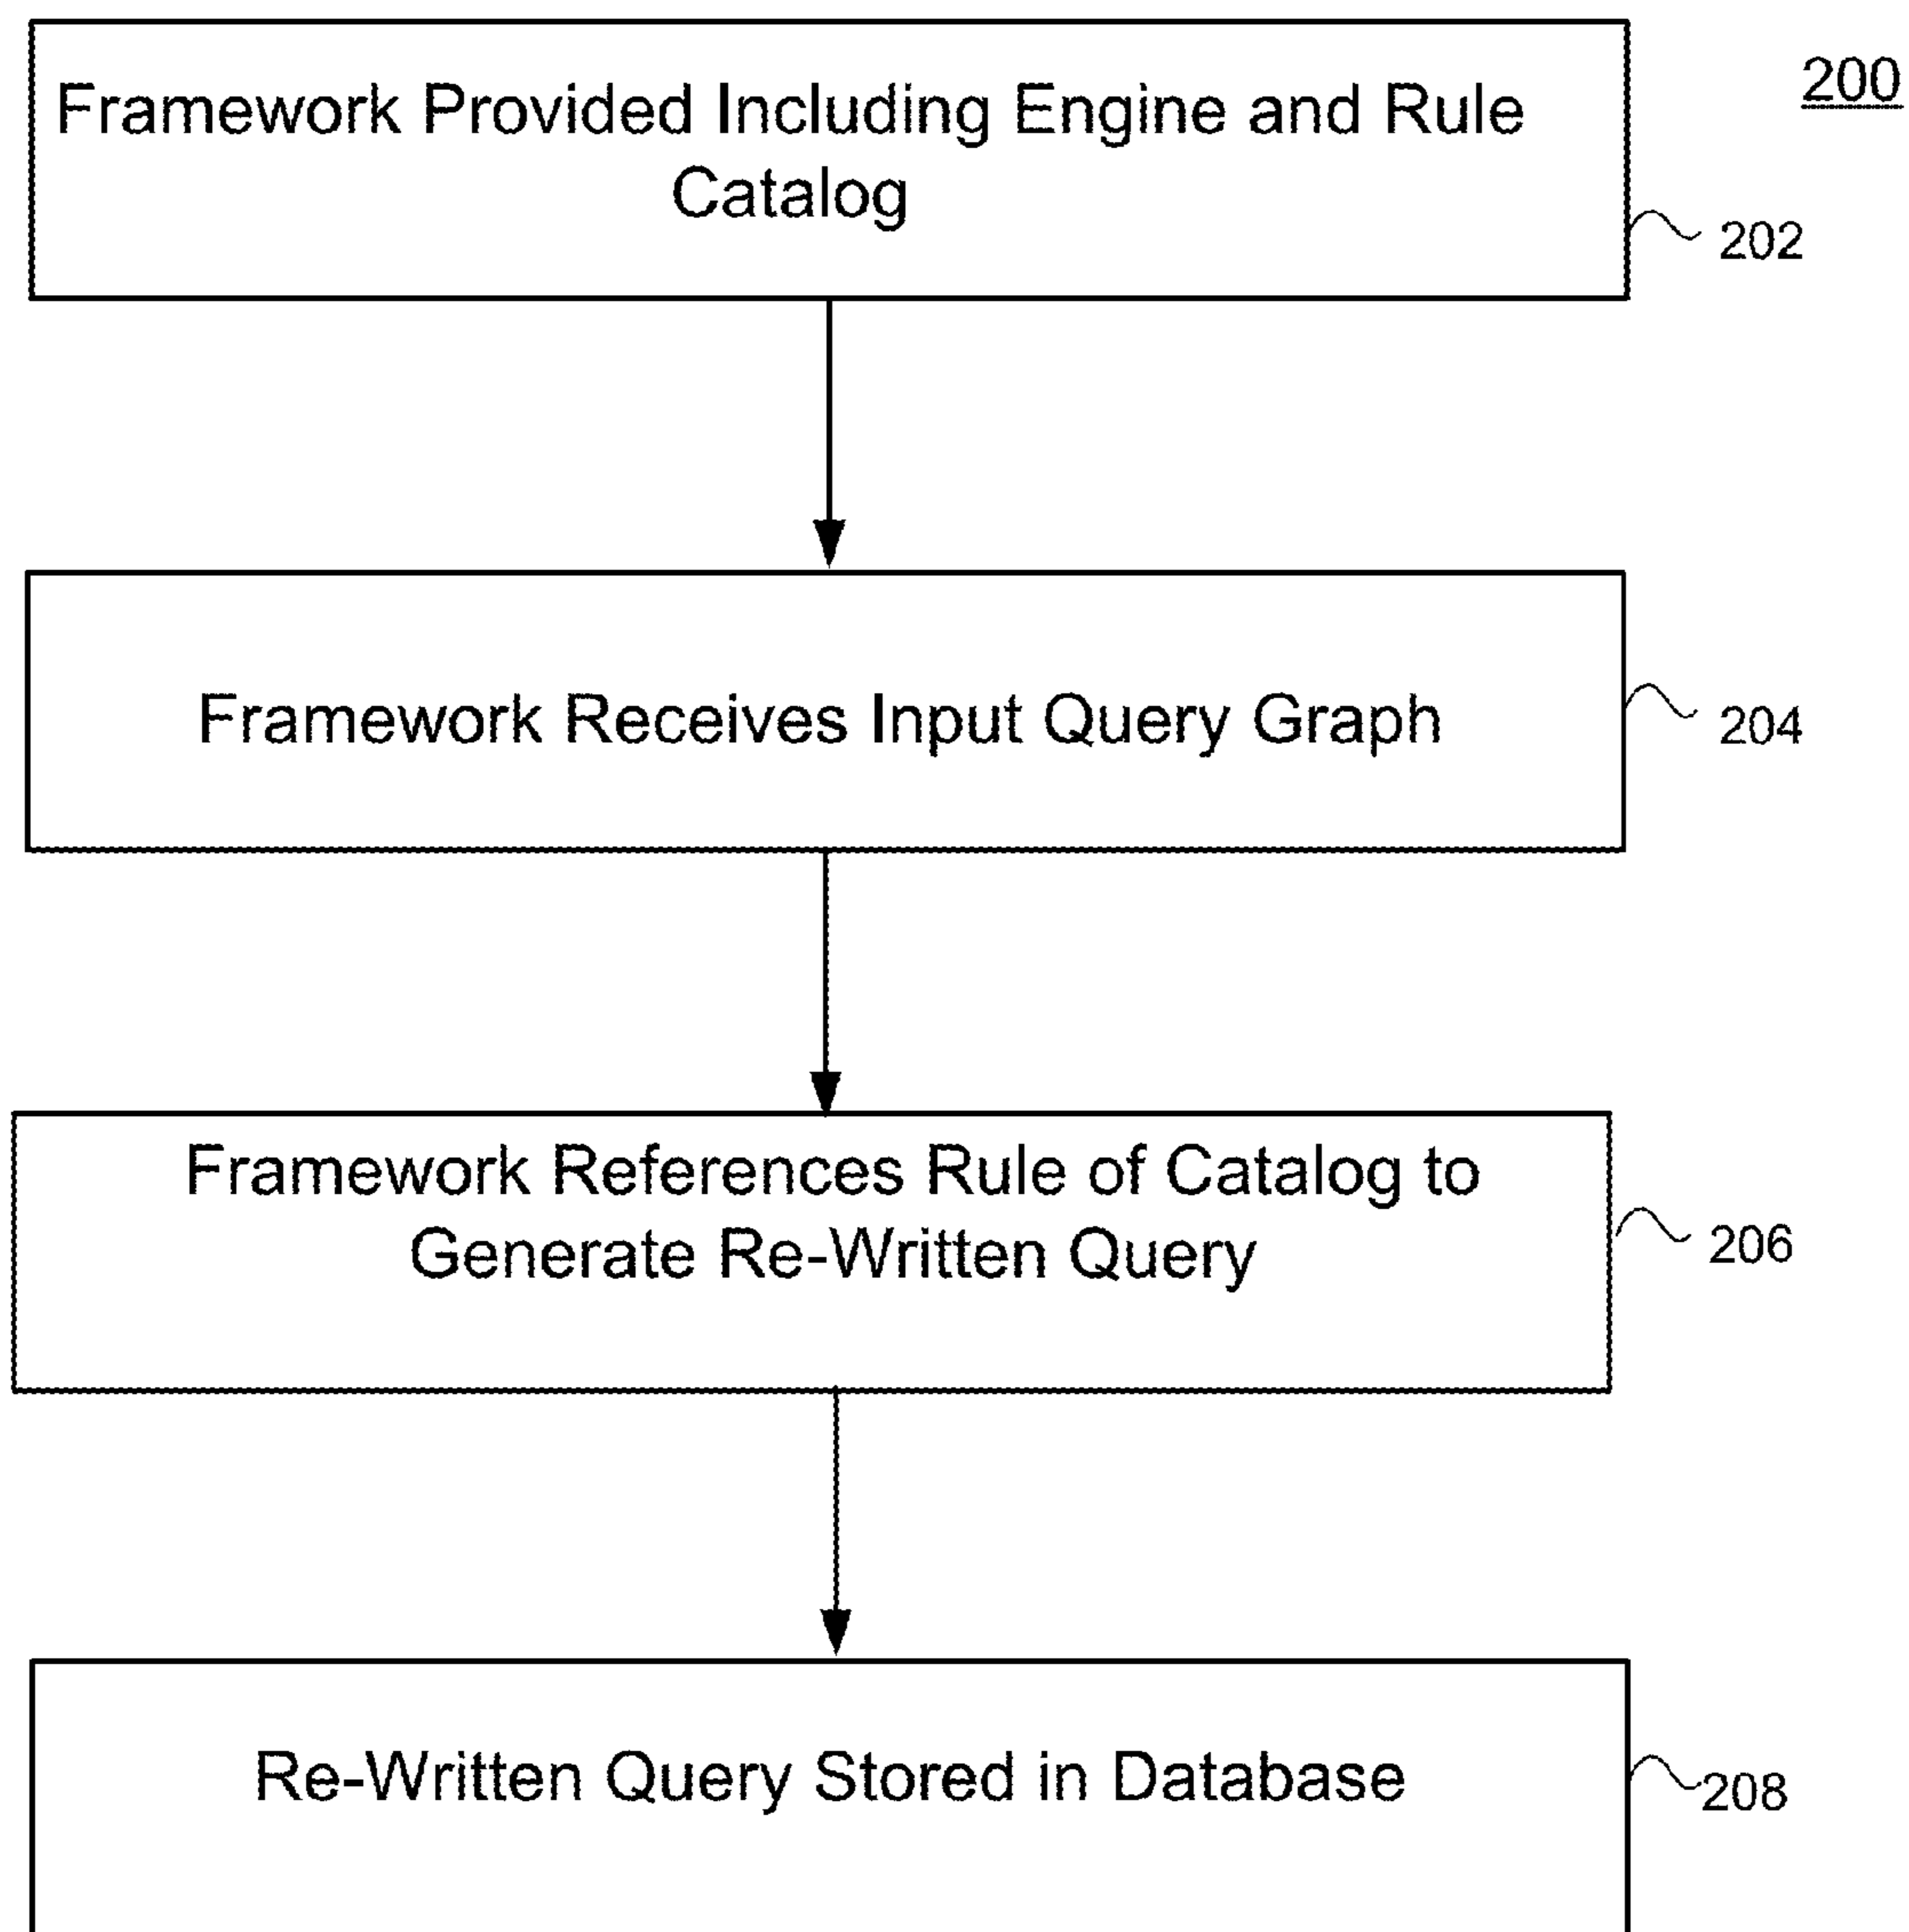 200
Framework Provided Including Engine and Rule
Catalog
202
Framework Receives Input Query Graph
204
Framework References Rule of Catalog to
Generate Re-Written Query
206
Re-Written Query Stored in Database
208